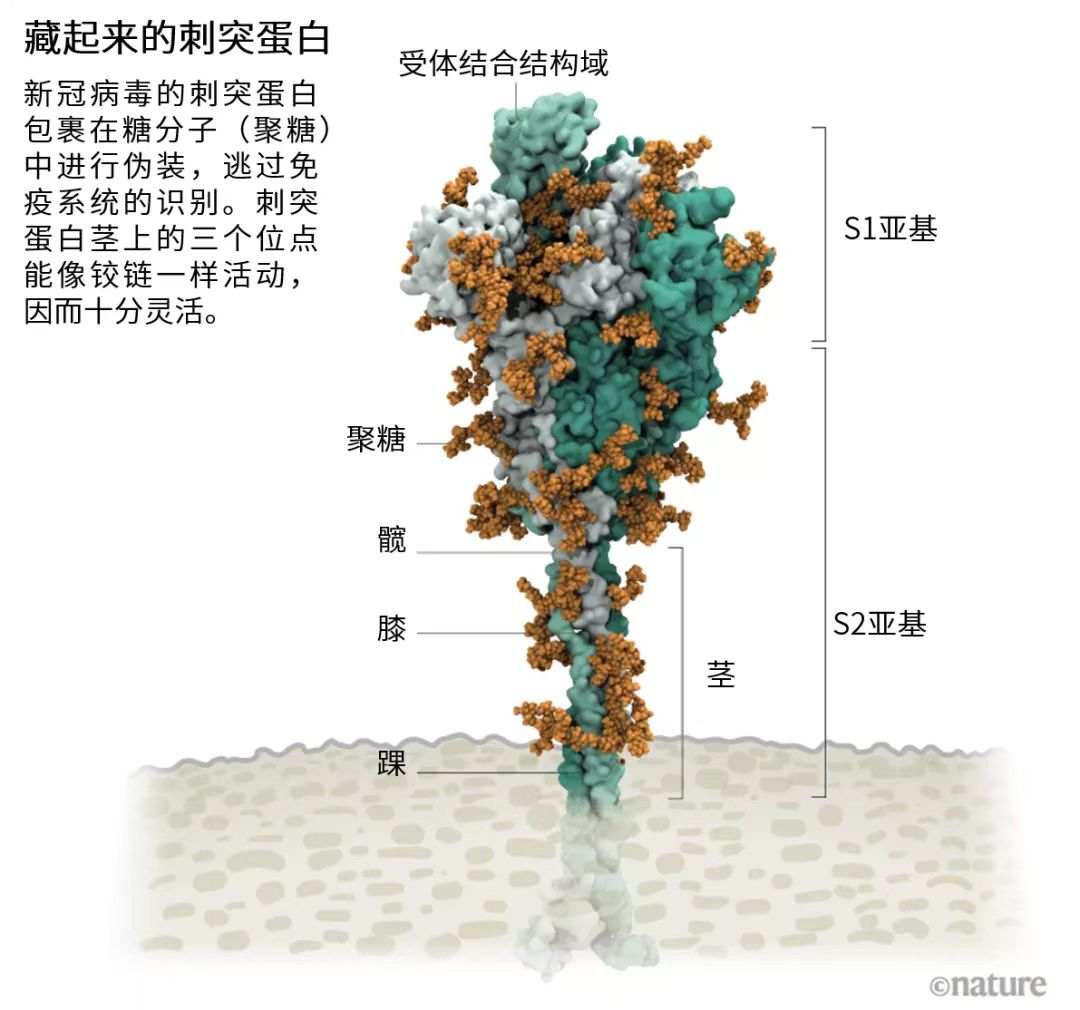 藏起来的刺突蛋白
新冠病毒的刺突蛋白
包裹在糖分子（聚糖）
中进行伪装，逃过免
疫系统的识别。刺突
蛋白茎上的三个位点
能像铰链一样活动，
因而十分灵活。
受体结合结构域
S1亚基
聚糖
髋
膝
S2亚基
茎
踝
©nature